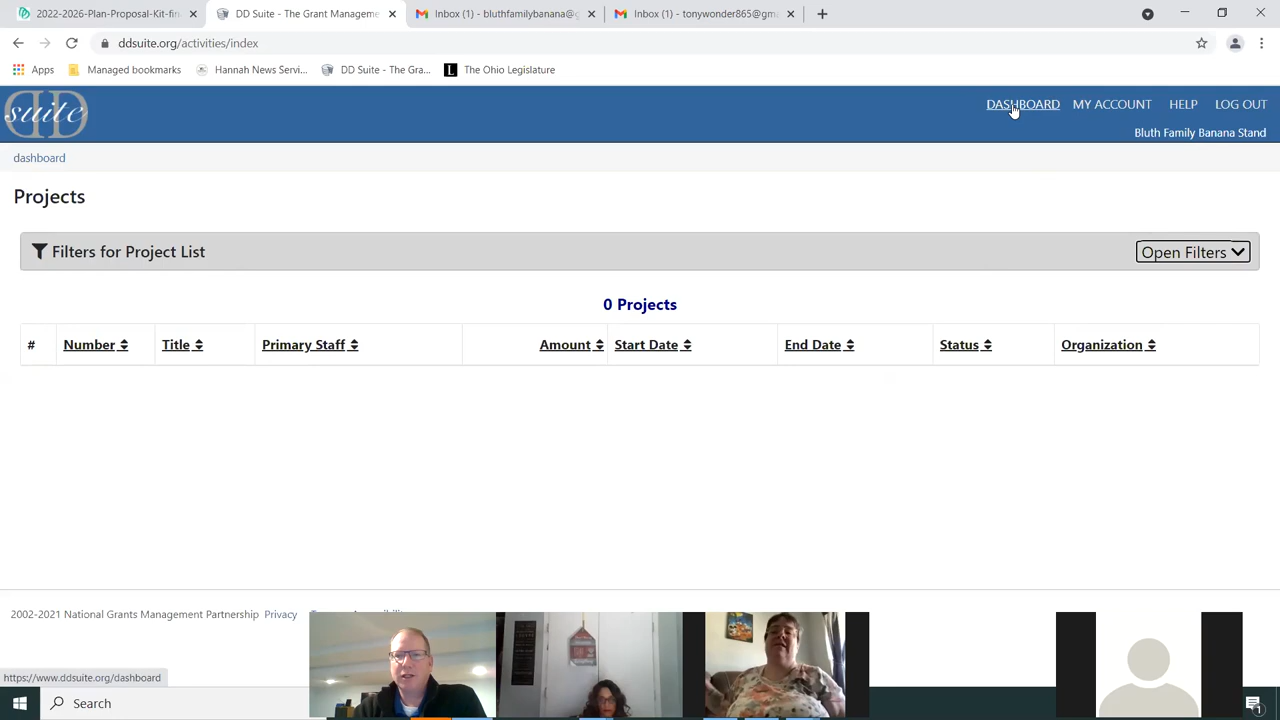 2022-2026-Plan-Proposal-Kit-fin
DD Suite - The Grant Manageme
Inbox (1) - bluthfamilybanana@g
Inbox (1) - tonywonder865@gm
ddsuite.org/activities/index
Apps
Managed bookmarks
Hannah News Servi...
DD Suite - The Gra...
The Ohio Legislature
DD suite
DASHBOARD
MY ACCOUNT
HELP
LOG OUT
Bluth Family Banana Stand
dashboard
Projects
Filters for Project List
Open Filters
0 Projects
#
Number
Title
Primary Staff
Amount
Start Date
End Date
Status
Organization
2002-2021 National Grants Management Partnership
Privacy
https://www.ddsuite.org/dashboard
Search